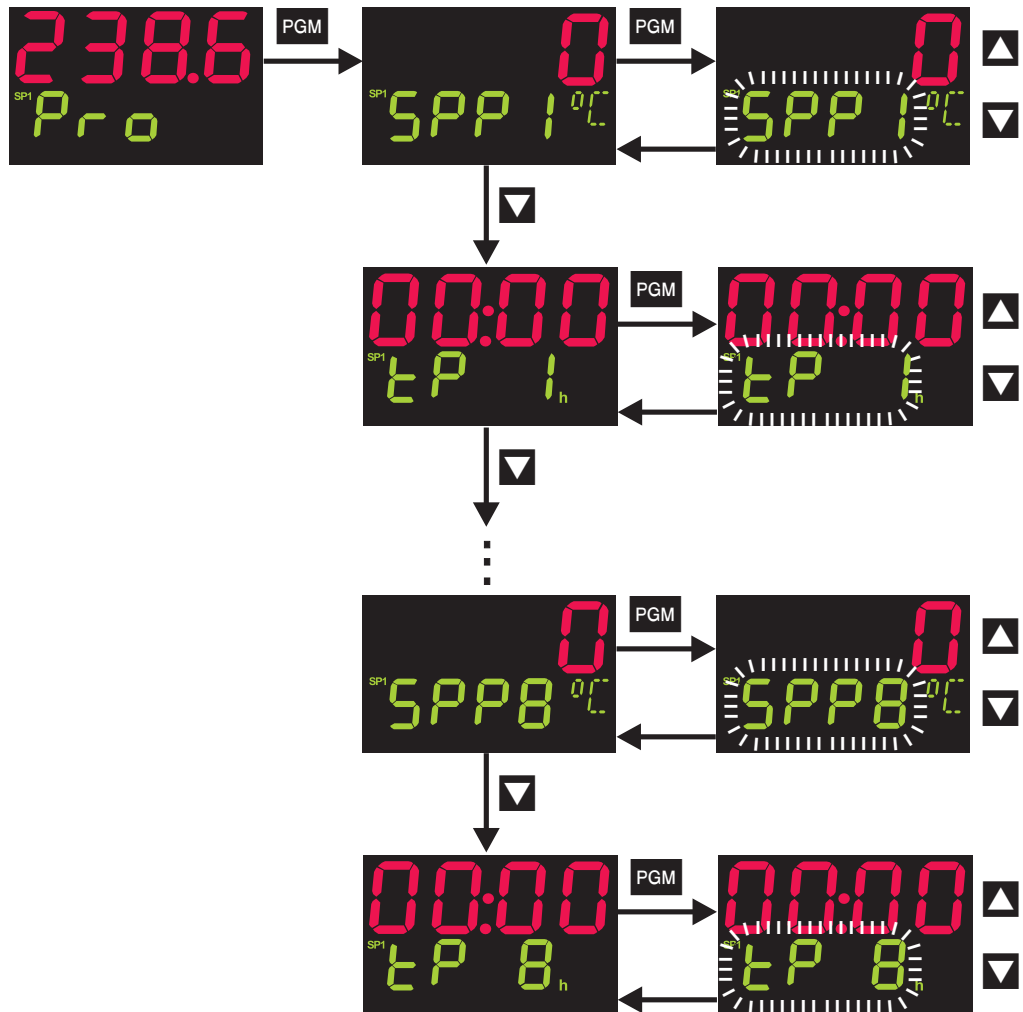 238.6
SP1
Pro
PGM
0
SP1
SPP1 °C
PGM
0
SP1
SPP1 °C
00:00
SP1
tP 1 h
PGM
00:00
SP1
tP 1 h
0
SP1
SPP8 °C
PGM
0
SP1
SPP8 °C
00:00
SP1
tP 8 h
PGM
00:00
SP1
tP 8 h